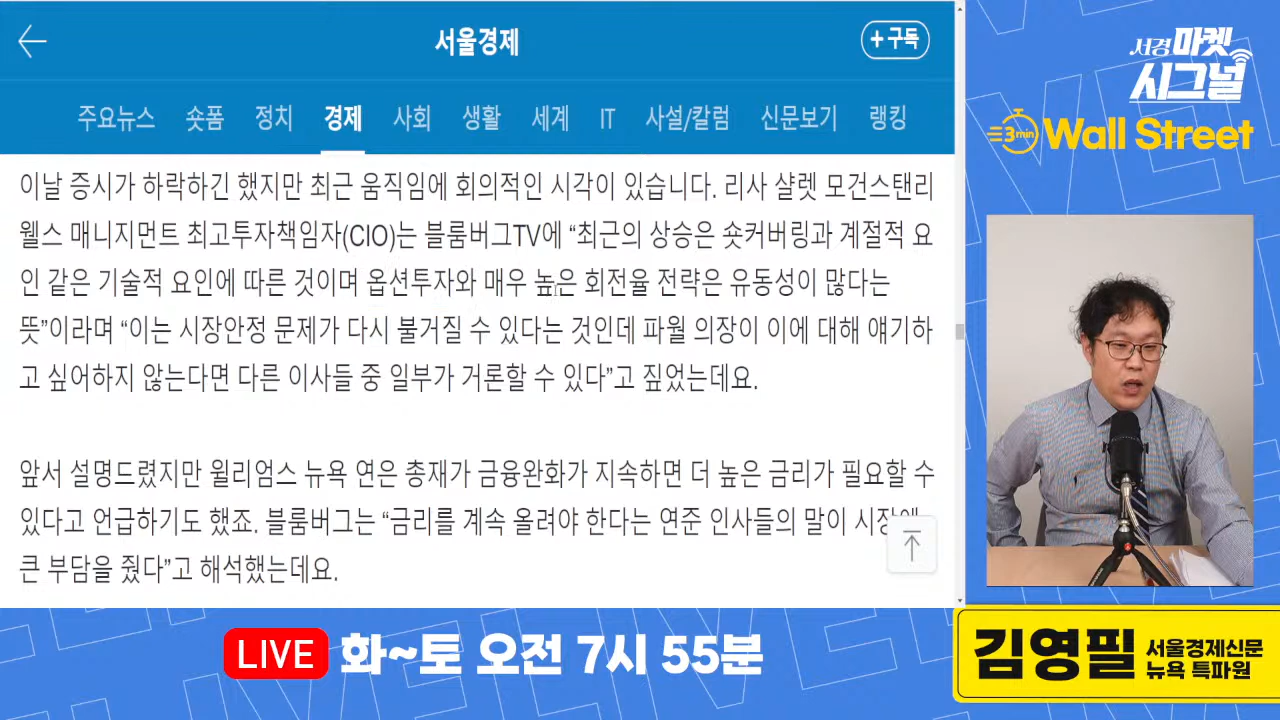 서울경제
+구독
주요뉴스 숏폼 정치 경제 사회 생활 세계 IT 사설/칼럼 신문보기 랭킹
이날 증시가 하락하긴 했지만 최근 움직임에 회의적인 시각이 있습니다. 리사 샬렛 모건스탠리
웰스 매니지먼트 최고투자책임자(CIO)는 블룸버그TV에 “최근의 상승은 숏커버링과 계절적 요
인 같은 기술적 요인에 따른 것이며 옵션투자와 매우 높은 회전율 전략은 유동성이 많다는
뜻”이라며 “이는 시장안정 문제가 다시 불거질 수 있다는 것인데 파월 의장이 이에 대해 얘기하
고 싶어하지 않는다면 다른 이사들 중 일부가 거론할 수 있다”고 짚었는데요.
앞서 설명드렸지만 윌리엄스 뉴욕 연은 총재가 금융완화가 지속하면 더 높은 금리가 필요할 수
있다고 언급하기도 했죠. 블룸버그는 “금리를 계속 올려야 한다는 연준 인사들의 말이 시장에
큰 부담을 줬다”고 해석했는데요.
서경 마켓
시그널
3min Wall Street
LIVE 화~토 오전 7시 55분
김영필 서울경제신문
뉴욕 특파원